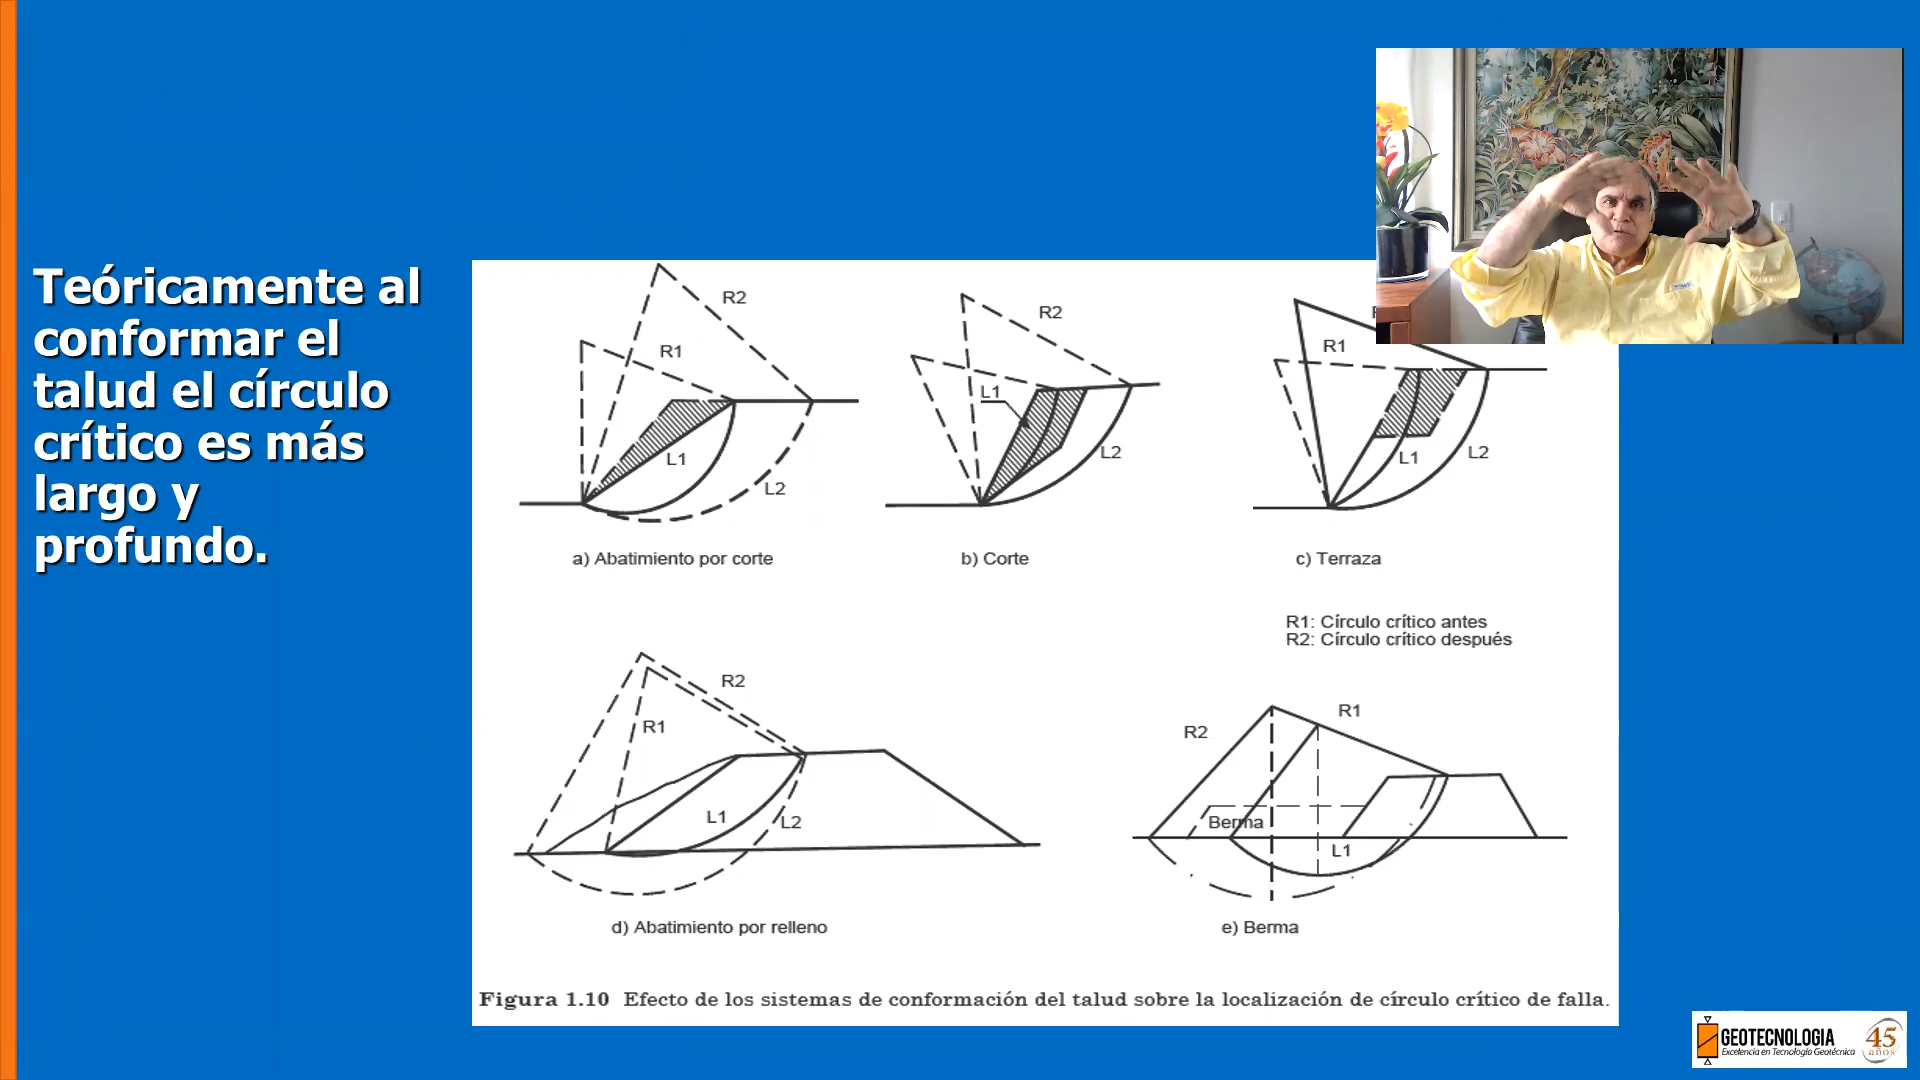 Teóricamente al
conformar el
talud el círculo
crítico es más
largo y
profundo.
R2
R1
L1
L2
a) Abatimiento por corte
R2
L1
L2
b) Corte
R1
L1
L2
c) Terraza
R1: Círculo crítico antes
R2: Círculo crítico después
R2
R1
L1
L2
d) Abatimiento por relleno
R1
R2
Berma
L1
e) Berma
Figura 1.10 Efecto de los sistemas de conformación del talud sobre la localización de círculo crítico de falla.
GEOTECNOLOGIA
Excelencia en Tecnología Geotécnica
45
años